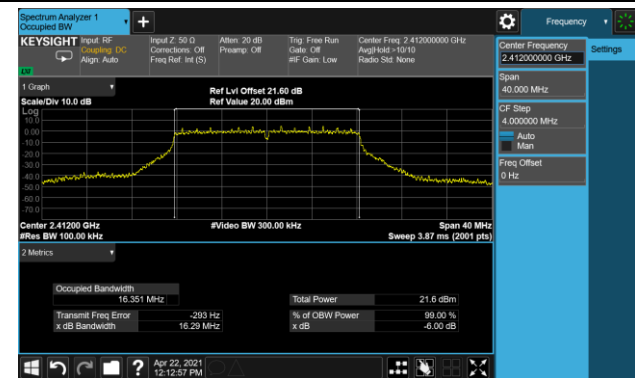 Spectrum Analyzer 1
Occupied BW
+
Frequency
KEYSIGHT
Input: RF
Coupling: DC
Align: Auto
Input Z: 50 Ω
Corrections: Off
Freq Ref: Int (S)
Atten: 20 dB
Preamp: Off
Trig: Free Run
Gate: Off
#IF Gain: Low
Center Freq: 2.412000000 GHz
Avg|Hold:>10/10
Radio Std: None
Center Frequency
2.412000000 GHz
Settings
Span
40.000 MHz
CF Step
4.000000 MHz
Auto
Man
Freq Offset
0 Hz
1 Graph
Scale/Div 10.0 dB
Ref Lvl Offset 21.60 dB
Ref Value 20.00 dBm
Log
10.0
0.00
-10.0
-20.0
-30.0
-40.0
-50.0
-60.0
-70.0
Center 2.41200 GHz
#Res BW 100.00 kHz
#Video BW 300.00 kHz
Span 40 MHz
Sweep 3.87 ms (2001 pts)
2 Metrics
Occupied Bandwidth
16.351 MHz
Total Power 21.6 dBm
Transmit Freq Error -293 Hz
% of OBW Power 99.00 %
x dB Bandwidth 16.29 MHz
x dB -6.00 dB
?
Apr 22, 2021
12:12:57 PM